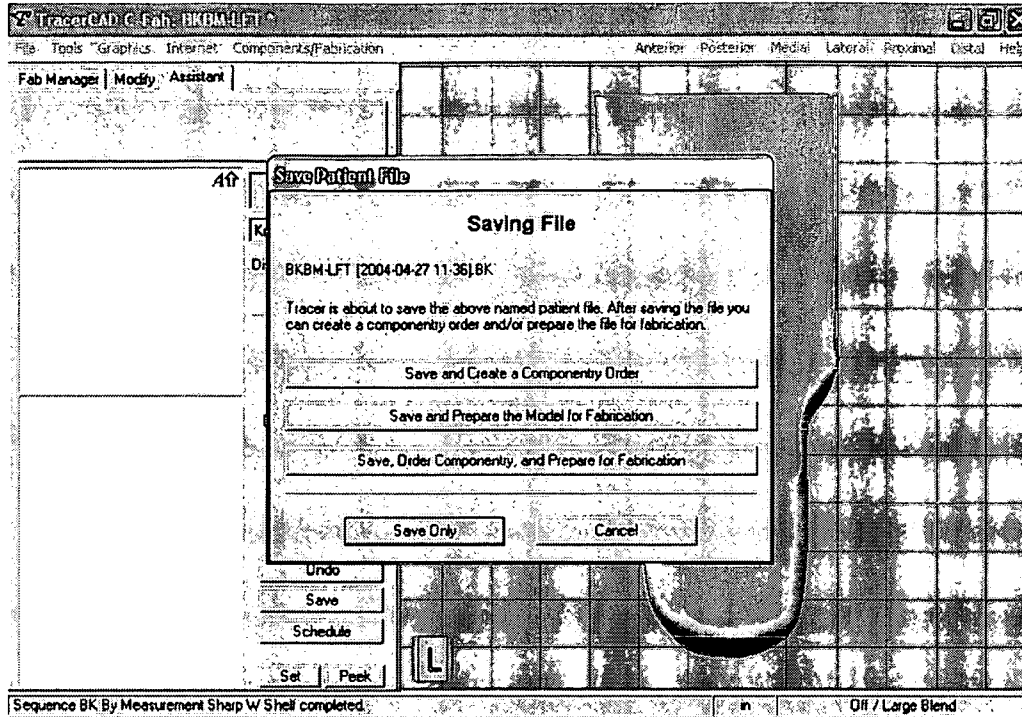 TracerCAD C-Fab, BKBM-LFT *
File Tools Graphics Internet Components/Fabrication Anterior Posterior Medial Lateral Proximal Distal Help
Fab Manager Modify Assistant
A
Save Patient File
Saving File
BKBM-LFT [2004-04-27 11-36].BK
Tracer is about to save the above named patient file. After saving the file you
can create a componentry order and/or prepare the file for fabrication.
Save and Create a Componentry Order
Save and Prepare the Model for Fabrication
Save, Order Componentry, and Prepare for Fabrication
Save Only Cancel
Undo
Save
Schedule
Set Peek
L
Sequence BK By Measurement Sharp W Shelf completed. in Off / Large Blend